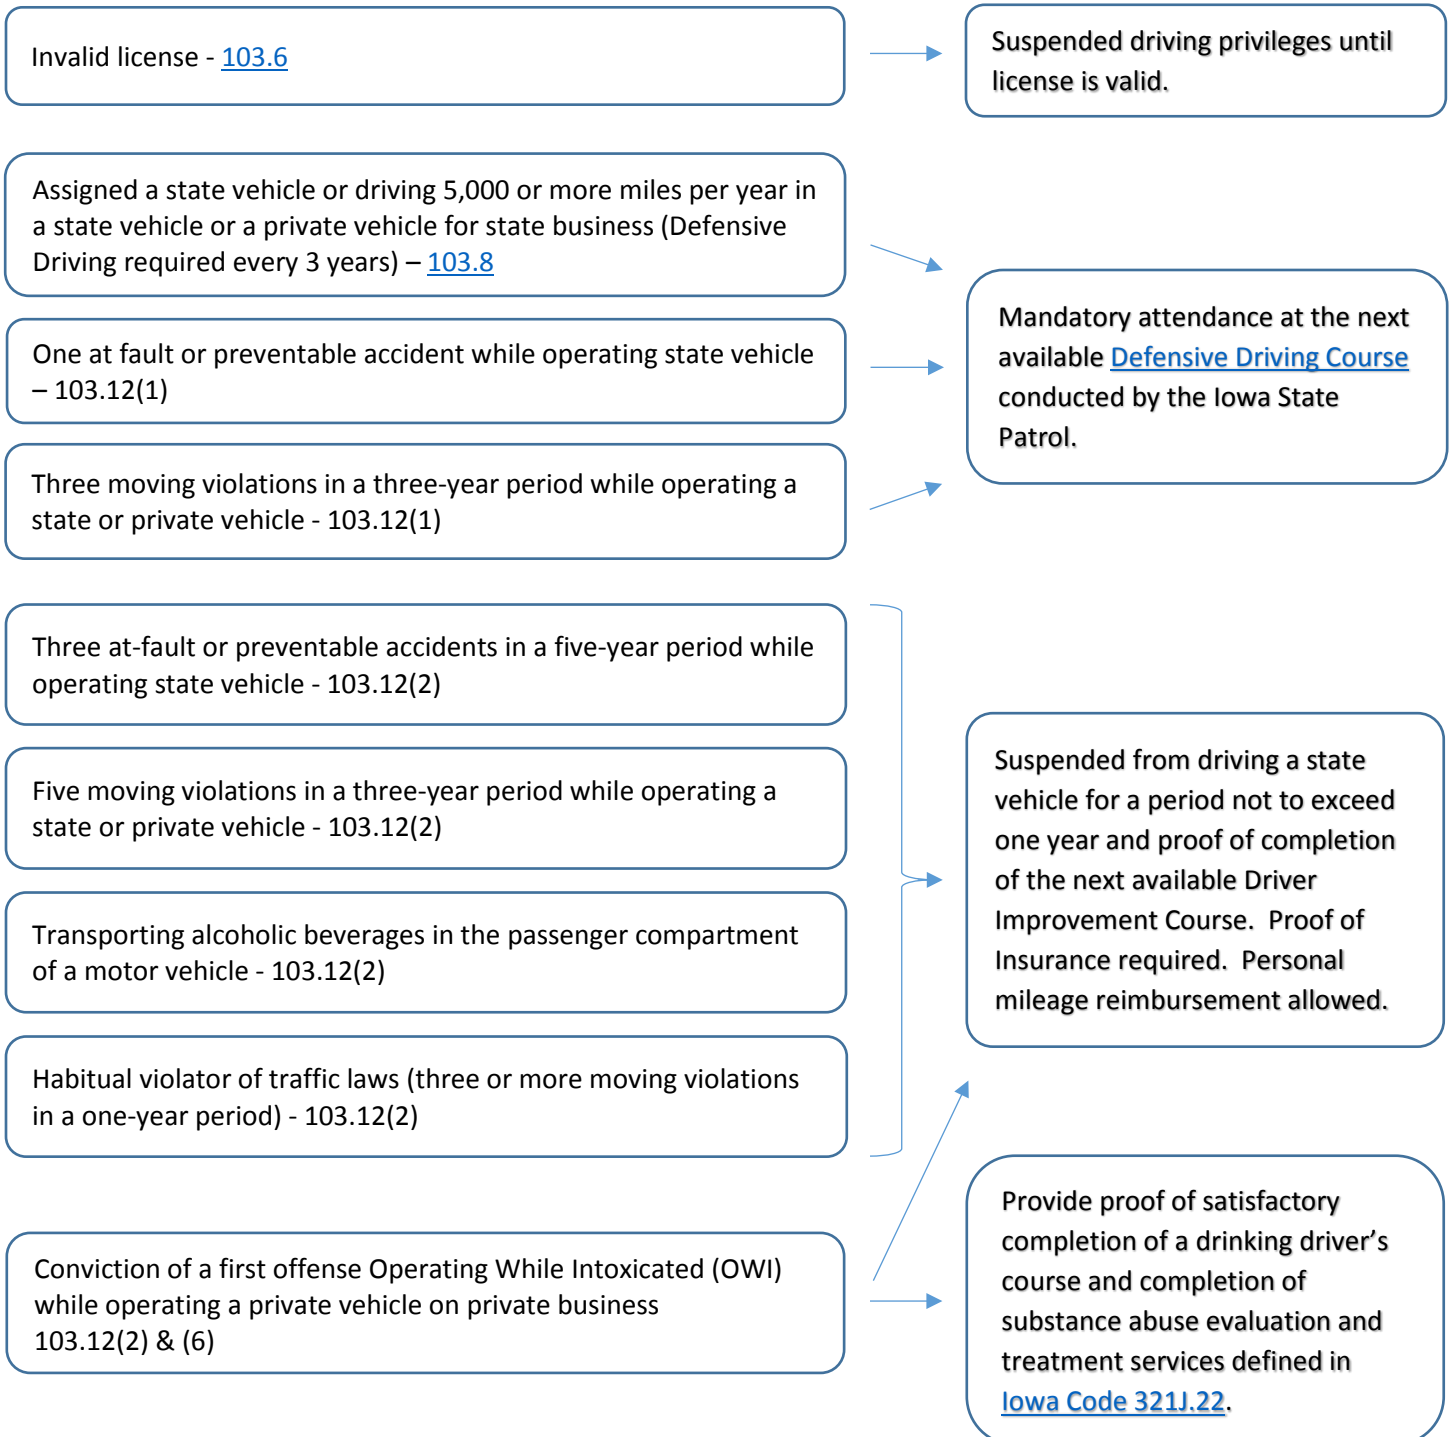 Invalid license - 103.6
Suspended driving privileges until
license is valid.
Assigned a state vehicle or driving 5,000 or more miles per year in
a state vehicle or a private vehicle for state business (Defensive
Driving required every 3 years) – 103.8
One at fault or preventable accident while operating state vehicle
– 103.12(1)
Three moving violations in a three-year period while operating a
state or private vehicle - 103.12(1)
Mandatory attendance at the next
available Defensive Driving Course
conducted by the Iowa State
Patrol.
Three at-fault or preventable accidents in a five-year period while
operating state vehicle - 103.12(2)
Five moving violations in a three-year period while operating a
state or private vehicle - 103.12(2)
Transporting alcoholic beverages in the passenger compartment
of a motor vehicle - 103.12(2)
Habitual violator of traffic laws (three or more moving violations
in a one-year period) - 103.12(2)
Suspended from driving a state
vehicle for a period not to exceed
one year and proof of completion
of the next available Driver
Improvement Course.  Proof of
Insurance required.  Personal
mileage reimbursement allowed.
Conviction of a first offense Operating While Intoxicated (OWI)
while operating a private vehicle on private business
103.12(2) & (6)
Provide proof of satisfactory
completion of a drinking driver’s
course and completion of
substance abuse evaluation and
treatment services defined in
Iowa Code 321J.22.